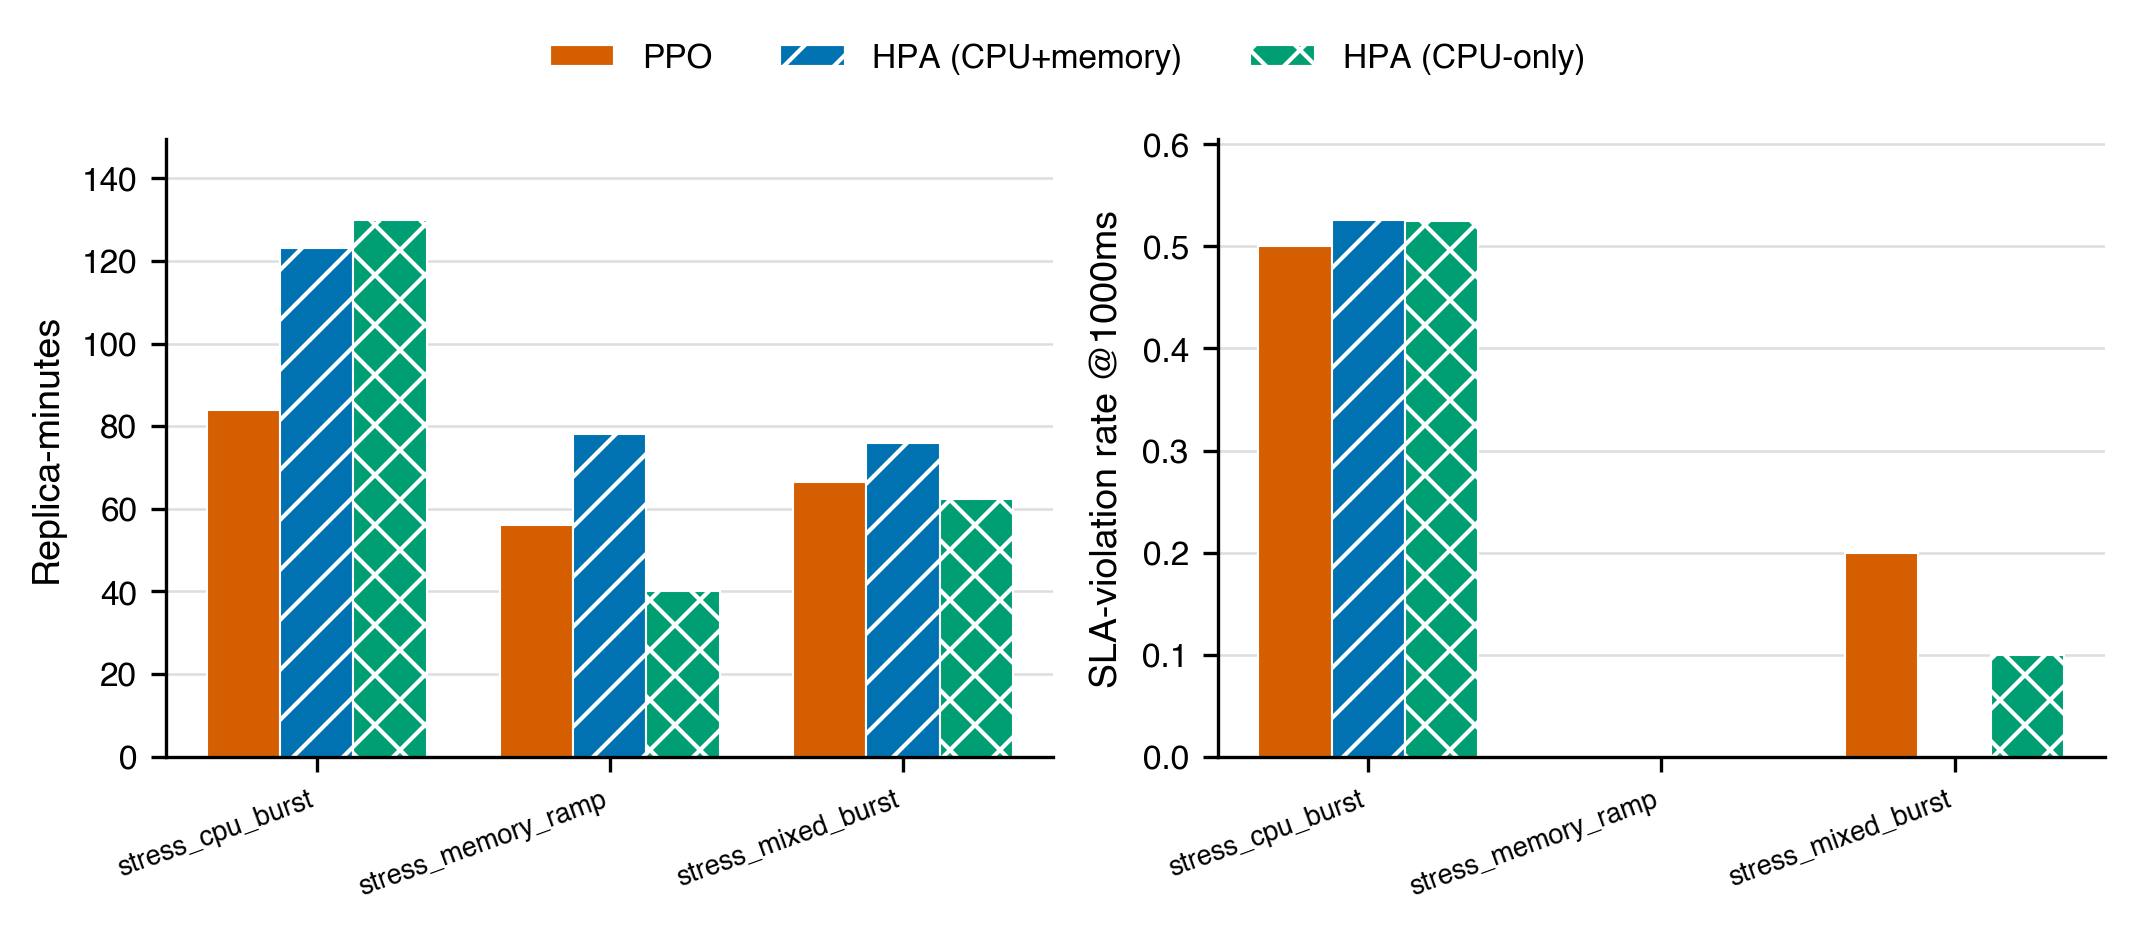 PPO
HPA (CPU+memory)
HPA (CPU-only)
Replica-minutes
140
120
100
80
60
40
20
0
stress_cpu_burst
stress_memory_ramp
stress_mixed_burst
SLA-violation rate @1000ms
0.6
0.5
0.4
0.3
0.2
0.1
0.0
stress_cpu_burst
stress_memory_ramp
stress_mixed_burst